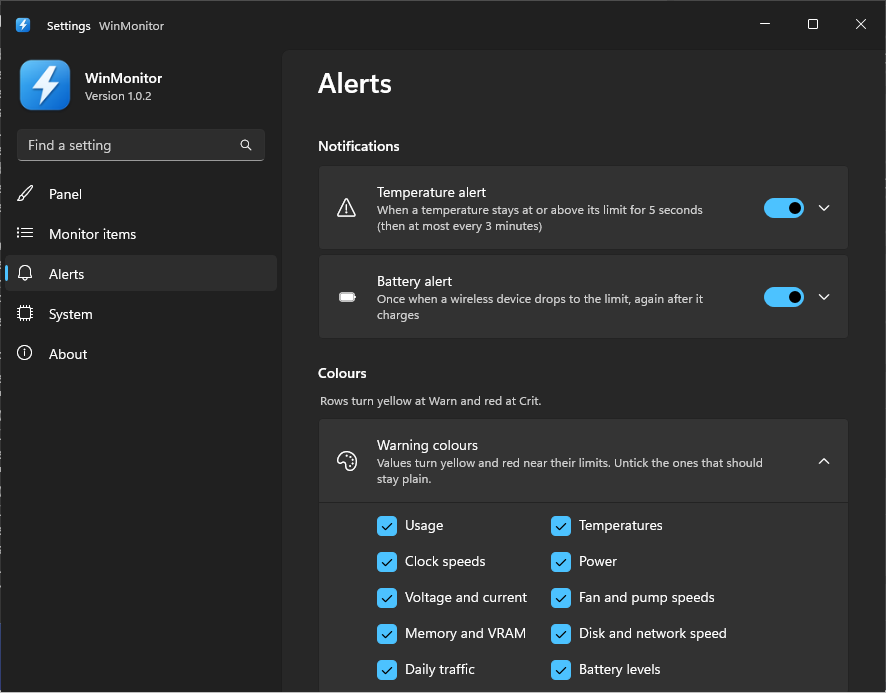 Settings WinMonitor
WinMonitor
Version 1.0.2
Find a setting
Panel
Monitor items
Alerts
System
About
Alerts
Notifications
Temperature alert
When a temperature stays at or above its limit for 5 seconds
(then at most every 3 minutes)
Battery alert
Once when a wireless device drops to the limit, again after it
charges
Colours
Rows turn yellow at Warn and red at Crit.
Warning colours
Values turn yellow and red near their limits. Untick the ones that should
stay plain.
Usage
Temperatures
Clock speeds
Power
Voltage and current
Fan and pump speeds
Memory and VRAM
Disk and network speed
Daily traffic
Battery levels